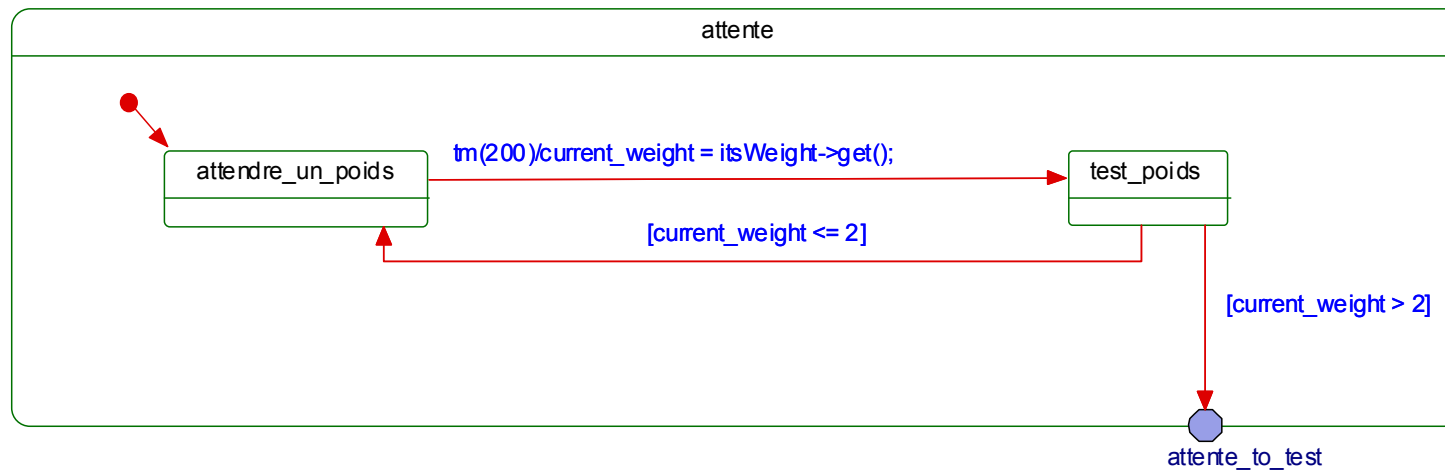 attente
attendre_un_poids
tm(200)/current_weight = itsWeight->get();
test_poids
[current_weight <= 2]
[current_weight > 2]
attente_to_test